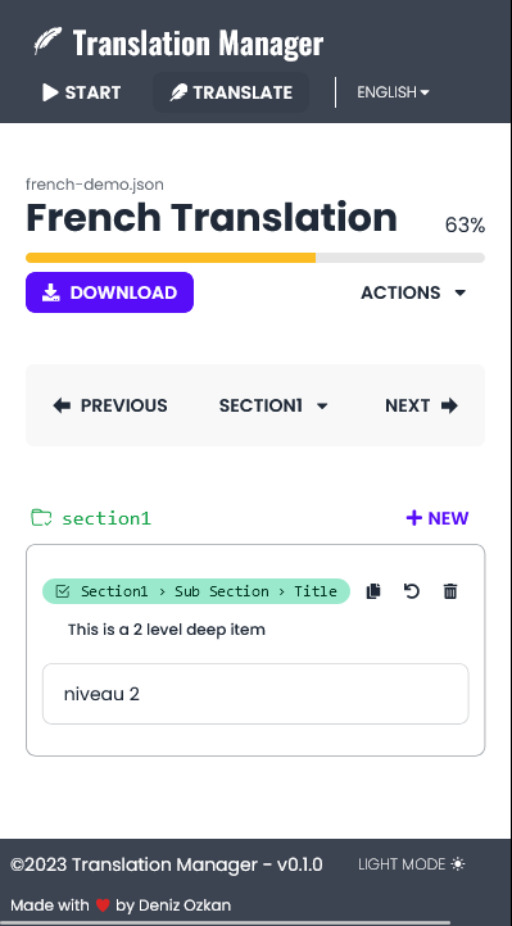 Translation Manager
START TRANSLATE ENGLISH
french-demo.json
French Translation 63%
DOWNLOAD ACTIONS
PREVIOUS SECTION1 NEXT
section1 NEW
Section1 › Sub Section › Title
This is a 2 level deep item
niveau 2
©2023 Translation Manager - v0.1.0 LIGHT MODE
Made with ❤ by Deniz Ozkan